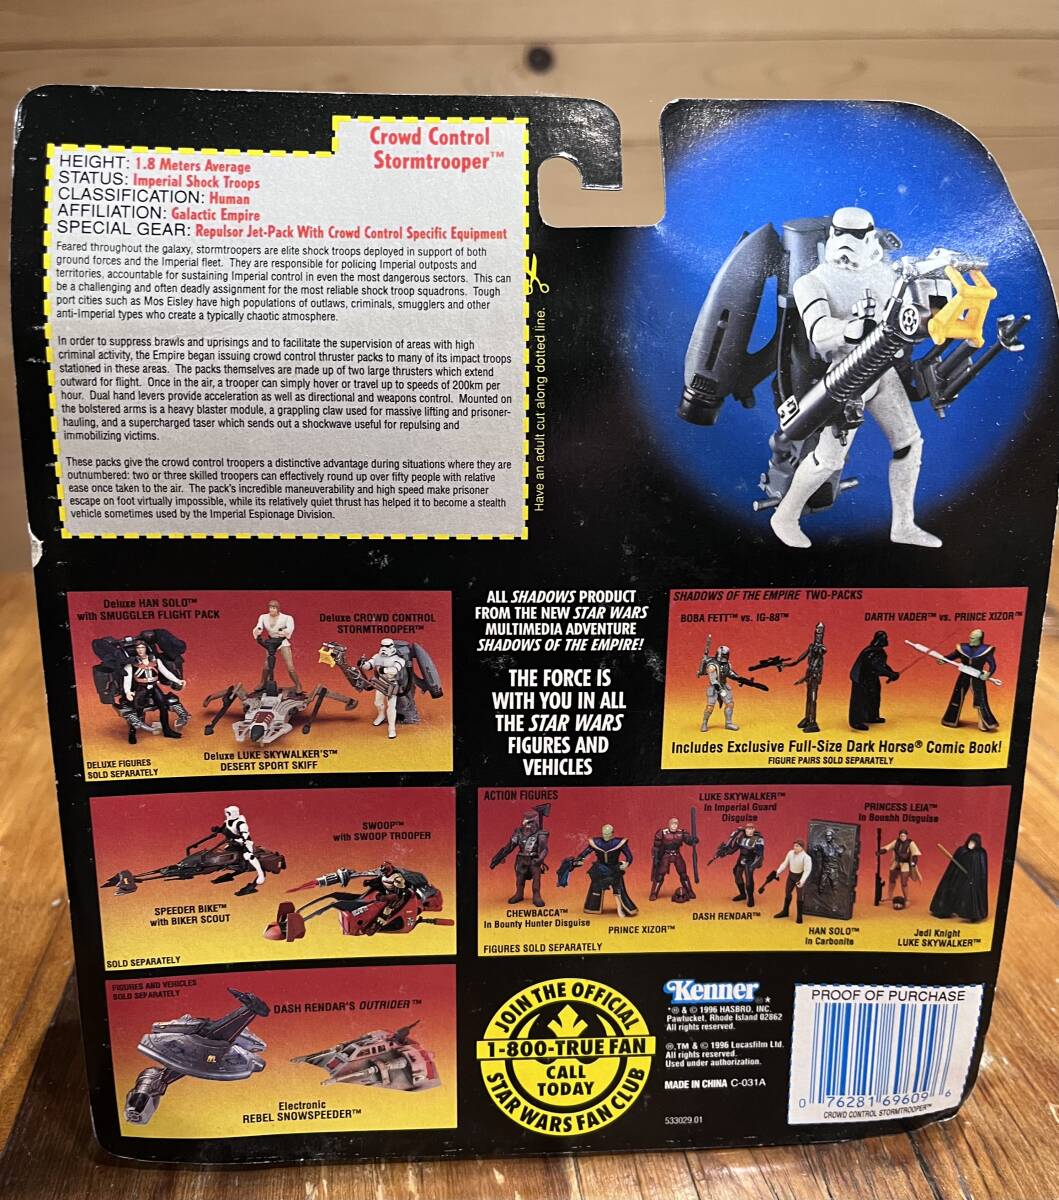 Crowd Control
Stormtrooper™
HEIGHT: 1.8 Meters Average
STATUS: Imperial Shock Troops
CLASSIFICATION: Human
AFFILIATION: Galactic Empire
SPECIAL GEAR: Repulsor Jet-Pack With Crowd Control Specific Equipment
Feared throughout the galaxy, stormtroopers are elite shock troops deployed in support of both
ground forces and the Imperial fleet. They are responsible for policing Imperial outposts and
territories, accountable for sustaining Imperial control in even the most dangerous sectors. This can
be a challenging and often deadly assignment for the most reliable shock troop squadrons. Tough
port cities such as Mos Eisley have high populations of outlaws, criminals, smugglers and other
anti-Imperial types who create a typically chaotic atmosphere.
In order to suppress brawls and uprisings and to facilitate the supervision of areas with high
criminal activity, the Empire began issuing crowd control thruster packs to many of its impact troops
stationed in these areas. The packs themselves are made up of two large thrusters which extend
outward for flight. Once in the air, a trooper can simply hover or travel up to speeds of 200km per
hour. Dual hand levers provide acceleration as well as directional and weapons control. Mounted on
the bolstered arms is a heavy blaster module, a grappling claw used for massive lifting and prisoner-
hauling, and a supercharged taser which sends out a shockwave useful for repulsing and
immobilizing victims.
These packs give the crowd control troopers a distinctive advantage during situations where they are
outnumbered: two or three skilled troopers can effectively round up over fifty people with relative
ease once taken to the air. The pack's incredible maneuverability and high speed make prisoner
escape on foot virtually impossible, while its relatively quiet thrust has helped it to become a stealth
vehicle sometimes used by the Imperial Espionage Division.
Have an adult cut along dotted line.
Deluxe HAN SOLO™
with SMUGGLER FLIGHT PACK
Deluxe CROWD CONTROL
STORMTROOPER™
Deluxe LUKE SKYWALKER'S™
DESERT SPORT SKIFF
DELUXE FIGURES
SOLD SEPARATELY
ALL SHADOWS PRODUCT
FROM THE NEW STAR WARS
MULTIMEDIA ADVENTURE
SHADOWS OF THE EMPIRE!
THE FORCE IS
WITH YOU IN ALL
THE STAR WARS
FIGURES AND
VEHICLES
SHADOWS OF THE EMPIRE TWO-PACKS
BOBA FETT™ vs. IG-88™
DARTH VADER™ vs. PRINCE XIZOR™
Includes Exclusive Full-Size Dark Horse® Comic Book!
FIGURE PAIRS SOLD SEPARATELY
SWOOP™
with SWOOP TROOPER
SPEEDER BIKE™
with BIKER SCOUT
SOLD SEPARATELY
ACTION FIGURES
LUKE SKYWALKER™
In Imperial Guard
Disguise
PRINCESS LEIA™
In Boushh Disguise
CHEWBACCA™
In Bounty Hunter Disguise
PRINCE XIZOR™
DASH RENDAR™
HAN SOLO™
In Carbonite
Jedi Knight
LUKE SKYWALKER™
FIGURES SOLD SEPARATELY
FIGURES AND VEHICLES
SOLD SEPARATELY
DASH RENDAR'S OUTRIDER™
Electronic
REBEL SNOWSPEEDER™
JOIN THE OFFICIAL
1-800-TRUE FAN
CALL
TODAY
STAR WARS FAN CLUB
Kenner®*
*® & © 1996 HASBRO, INC.
Pawtucket, Rhode Island 02862
All rights reserved.
®,TM & © 1996 Lucasfilm Ltd.
All rights reserved.
Used under authorization.
MADE IN CHINA C-031A
533029.01
PROOF OF PURCHASE
0 76281 69609 6
CROWD CONTROL STORMTROOPER™